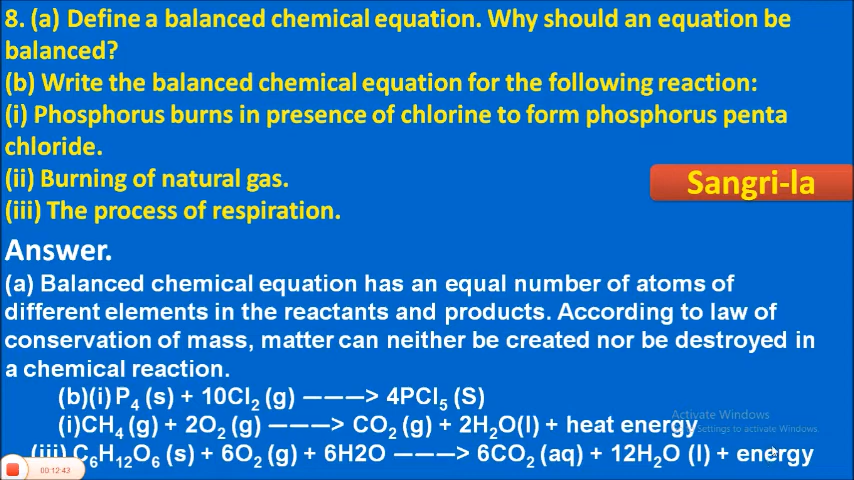 8. (a) Define a balanced chemical equation. Why should an equation be
balanced?
(b) Write the balanced chemical equation for the following reaction:
(i) Phosphorus burns in presence of chlorine to form phosphorus penta
chloride.
(ii) Burning of natural gas.
(iii) The process of respiration.
Sangri-la
Answer.
(a) Balanced chemical equation has an equal number of atoms of
different elements in the reactants and products. According to law of
conservation of mass, matter can neither be created nor be destroyed in
a chemical reaction.
(b)(i) P₄ (s) + 10Cl₂ (g) ———> 4PCl₅ (S)
(i)CH₄ (g) + 2O₂ (g) ———> CO₂ (g) + 2H₂O(l) + heat energy
Activate Windows
Settings to activate Windows.
(iii) C₆H₁₂O₆ (s) + 6O₂ (g) + 6H2O ———> 6CO₂ (aq) + 12H₂O (l) + energy
00:12:43